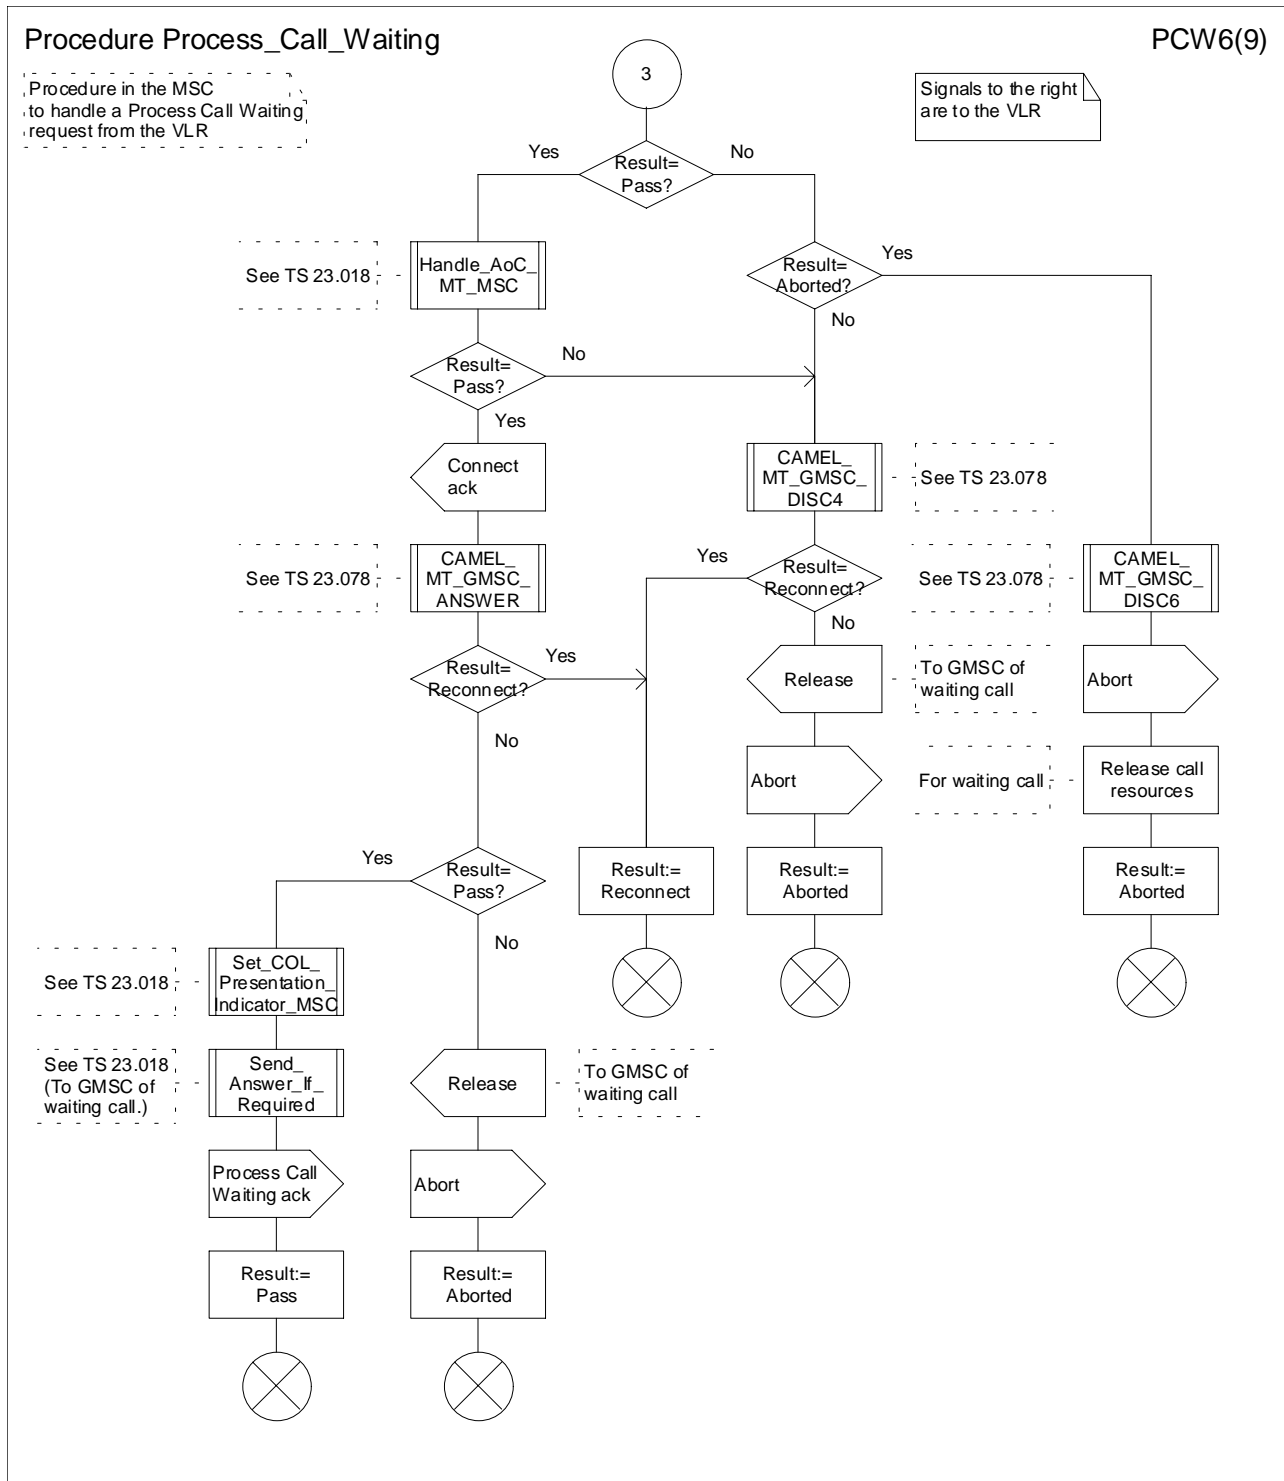 Procedure Process_Call_Waiting
PCW6(9)
Procedure in the MSC
to handle a Process Call Waiting
request from the VLR
3
Signals to the right
are to the VLR
Yes
Result=
Pass?
No
See TS 23.018
Handle_AoC_
MT_MSC
Result=
Aborted?
Yes
No
Result=
Pass?
No
Yes
Connect
ack
CAMEL_
MT_GMSC_
DISC4
See TS 23.078
See TS 23.078
CAMEL_
MT_GMSC_
ANSWER
Yes
Result=
Reconnect?
No
See TS 23.078
CAMEL_
MT_GMSC_
DISC6
Result=
Reconnect?
Yes
No
Release
To GMSC of
waiting call
Abort
Abort
For waiting call
Release call
resources
Yes
Result=
Pass?
No
Result:=
Reconnect
Result:=
Aborted
Result:=
Aborted
See TS 23.018
Set_COL_
Presentation_
Indicator_MSC
See TS 23.018
(To GMSC of
waiting call.)
Send_
Answer_If_
Required
Release
To GMSC of
waiting call
Process Call
Waiting ack
Abort
Result:=
Pass
Result:=
Aborted